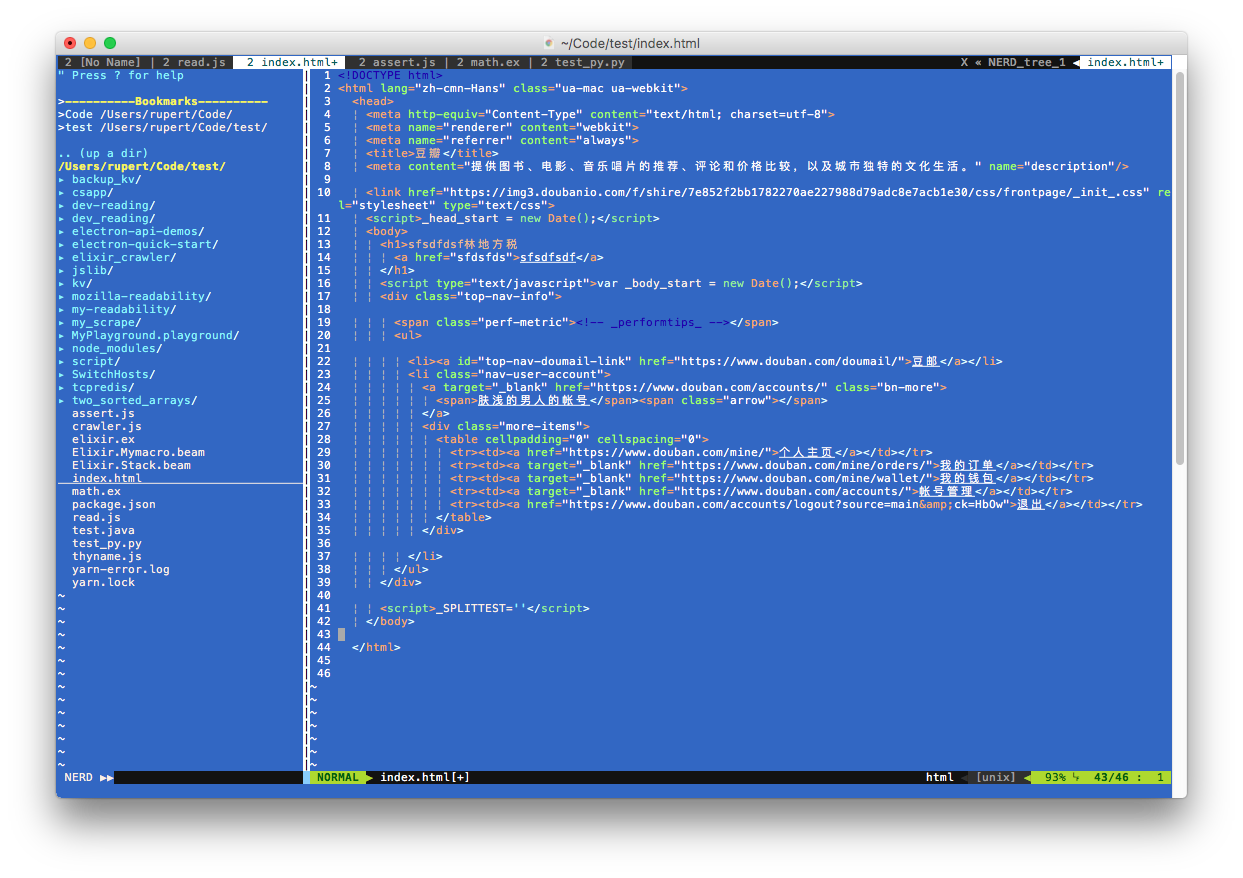 ~/Code/test/index.html
2 [No Name] | 2 read.js   2 index.html+   2 assert.js | 2 math.ex | 2 test_py.py   X « NERD_tree_1   index.html+
" Press ? for help
>----------Bookmarks----------
>Code /Users/rupert/Code/
>test /Users/rupert/Code/test/
.. (up a dir)
/Users/rupert/Code/test/
▸ backup_kv/
▸ csapp/
▸ dev-reading/
▸ dev_reading/
▸ electron-api-demos/
▸ electron-quick-start/
▸ elixir_crawler/
▸ jslib/
▸ kv/
▸ mozilla-readability/
▸ my-readability/
▸ my_scrape/
▸ MyPlayground.playground/
▸ node_modules/
▸ script/
▸ SwitchHosts/
▸ tcpredis/
▸ two_sorted_arrays/
assert.js
crawler.js
elixir.ex
Elixir.Mymacro.beam
Elixir.Stack.beam
index.html
math.ex
package.json
read.js
test.java
test_py.py
thyname.js
yarn-error.log
yarn.lock
~
~
~
~
~
~
~
~
~
~
~
~
~
~
1 <!DOCTYPE html>
2 <html lang="zh-cmn-Hans" class="ua-mac ua-webkit">
3 <head>
4 ¦ <meta http-equiv="Content-Type" content="text/html; charset=utf-8">
5 ¦ <meta name="renderer" content="webkit">
6 ¦ <meta name="referrer" content="always">
7 ¦ <title>豆瓣</title>
8 ¦ <meta content="提供图书、电影、音乐唱片的推荐、评论和价格比较，以及城市独特的文化生活。" name="description"/>
9
10 ¦ <link href="https://img3.doubanio.com/f/shire/7e852f2bb1782270ae227988d79adc8e7acb1e30/css/frontpage/_init_.css" re
l="stylesheet" type="text/css">
11 ¦ <script>_head_start = new Date();</script>
12 ¦ <body>
13 ¦ ¦ <h1>sfsdfdsf林地方税
14 ¦ ¦ ¦ <a href="sfdsfds">sfsdfsdf</a>
15 ¦ ¦ </h1>
16 ¦ ¦ <script type="text/javascript">var _body_start = new Date();</script>
17 ¦ ¦ <div class="top-nav-info">
18
19 ¦ ¦ ¦ <span class="perf-metric"><!-- _performtips_ --></span>
20 ¦ ¦ ¦ <ul>
21
22 ¦ ¦ ¦ ¦ <li><a id="top-nav-doumail-link" href="https://www.douban.com/doumail/">豆邮</a></li>
23 ¦ ¦ ¦ ¦ <li class="nav-user-account">
24 ¦ ¦ ¦ ¦ ¦ <a target="_blank" href="https://www.douban.com/accounts/" class="bn-more">
25 ¦ ¦ ¦ ¦ ¦ ¦ <span>肤浅的男人的帐号</span><span class="arrow"></span>
26 ¦ ¦ ¦ ¦ ¦ </a>
27 ¦ ¦ ¦ ¦ ¦ <div class="more-items">
28 ¦ ¦ ¦ ¦ ¦ ¦ <table cellpadding="0" cellspacing="0">
29 ¦ ¦ ¦ ¦ ¦ ¦ ¦ <tr><td><a href="https://www.douban.com/mine/">个人主页</a></td></tr>
30 ¦ ¦ ¦ ¦ ¦ ¦ ¦ <tr><td><a target="_blank" href="https://www.douban.com/mine/orders/">我的订单</a></td></tr>
31 ¦ ¦ ¦ ¦ ¦ ¦ ¦ <tr><td><a target="_blank" href="https://www.douban.com/mine/wallet/">我的钱包</a></td></tr>
32 ¦ ¦ ¦ ¦ ¦ ¦ ¦ <tr><td><a target="_blank" href="https://www.douban.com/accounts/">帐号管理</a></td></tr>
33 ¦ ¦ ¦ ¦ ¦ ¦ ¦ <tr><td><a href="https://www.douban.com/accounts/logout?source=main&amp;ck=HbOw">退出</a></td></tr>
34 ¦ ¦ ¦ ¦ ¦ ¦ </table>
35 ¦ ¦ ¦ ¦ ¦ </div>
36
37 ¦ ¦ ¦ ¦ </li>
38 ¦ ¦ ¦ </ul>
39 ¦ ¦ </div>
40
41 ¦ ¦ <script>_SPLITTEST=''</script>
42 ¦ </body>
43
44 </html>
45
46
~
~
~
~
~
~
~
NERD ▶▶   NORMAL   index.html[+]   html   [unix]   93% ␤ 43/46 : 1